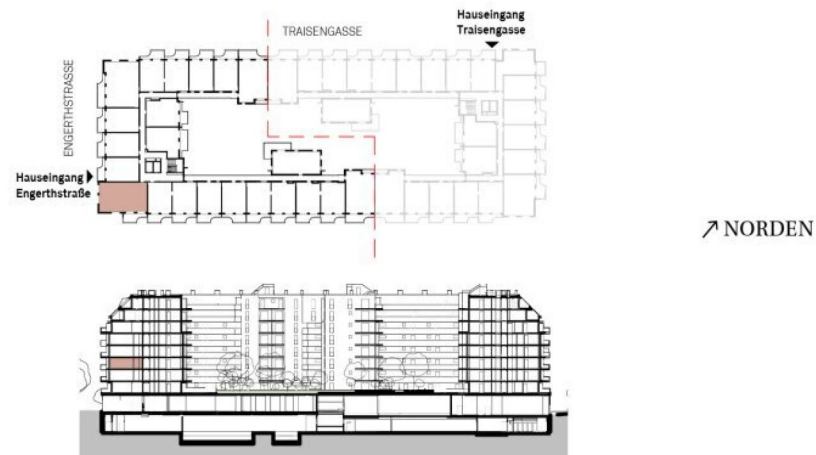 Hauseingang
Traisengasse
TRAISENGASSE
ENGERTHSTRASSE
Hauseingang
Engerthstraße
NORDEN